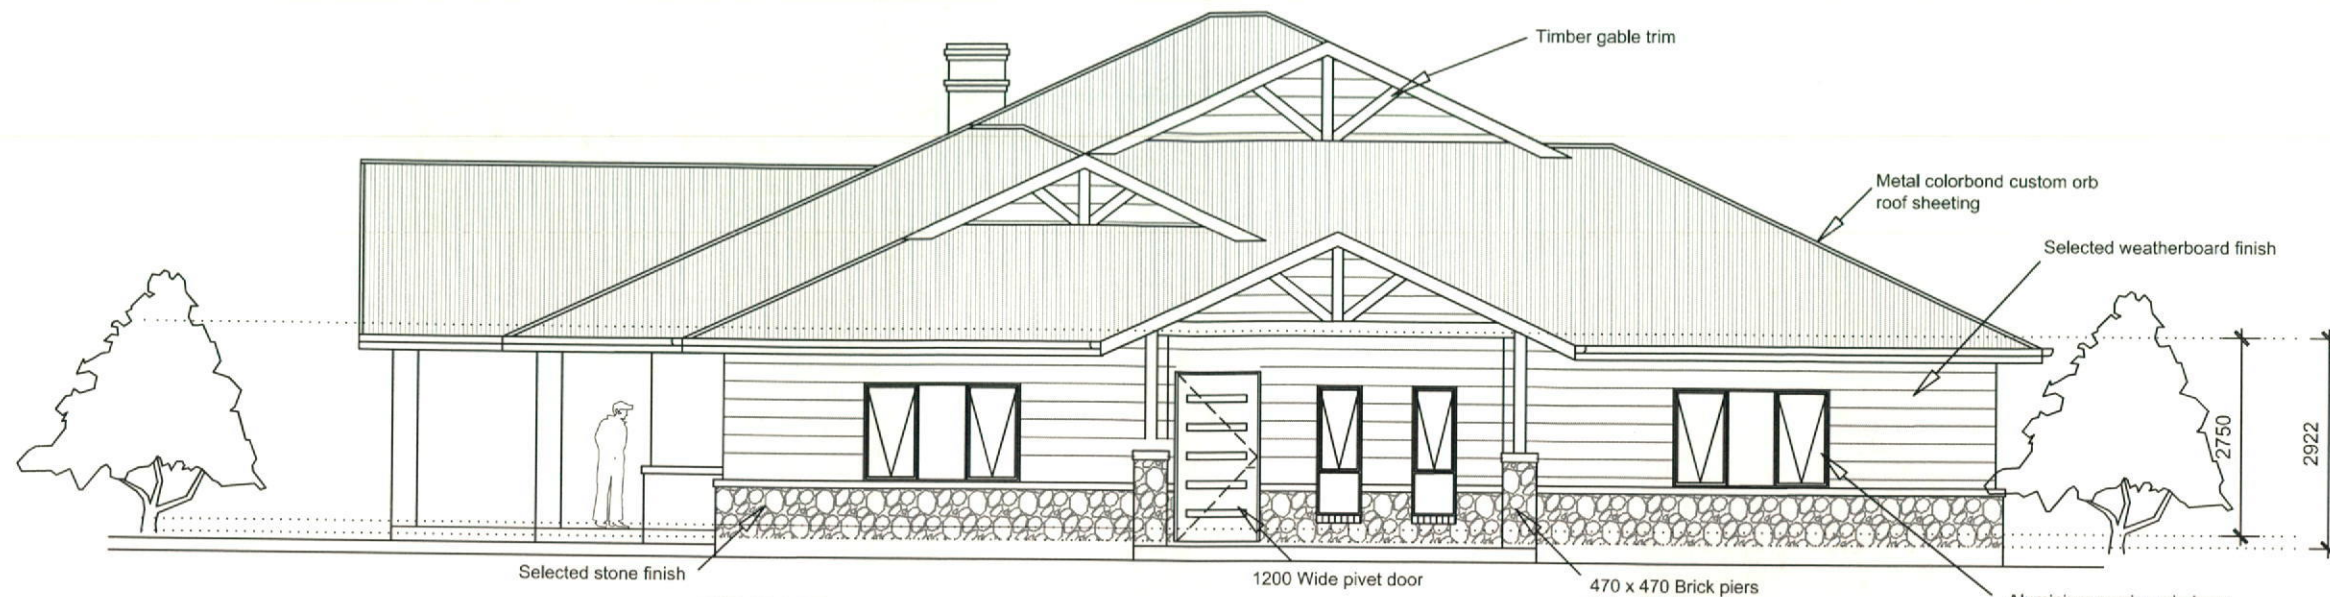 Timber gable trim
Metal colorbond custom orb
roof sheeting
Selected weatherboard finish
2750
2922
Selected stone finish
1200 Wide pivet door
470 x 470 Brick piers